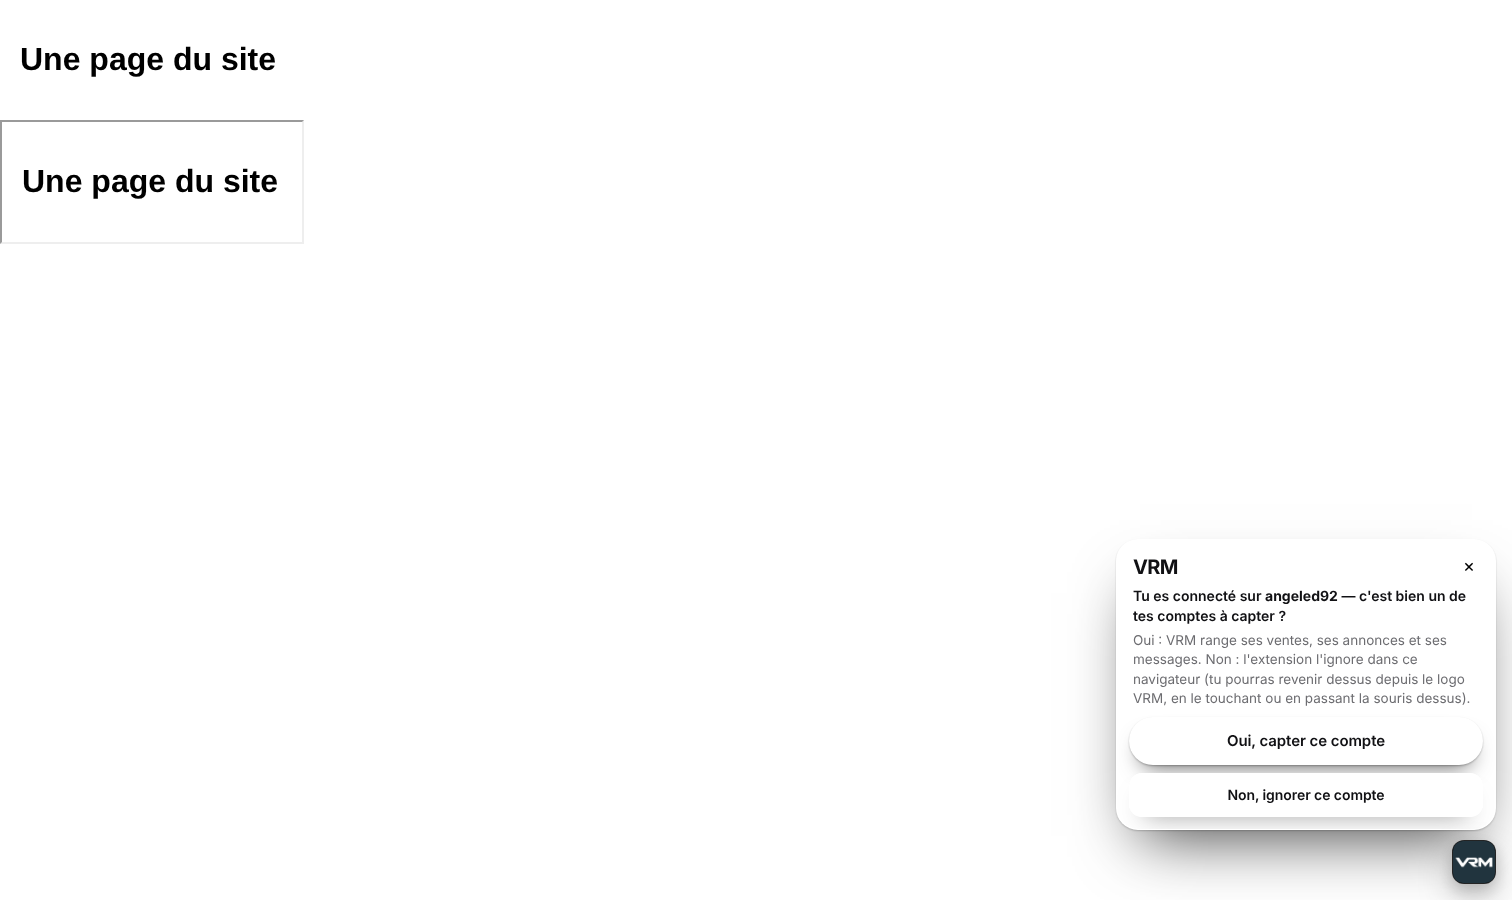 Une page du site
Une page du site
VRM
×
Tu es connecté sur angeled92 — c'est bien un de
tes comptes à capter ?
Oui : VRM range ses ventes, ses annonces et ses
messages. Non : l'extension l'ignore dans ce
navigateur (tu pourras revenir dessus depuis le logo
VRM, en le touchant ou en passant la souris dessus).
Oui, capter ce compte
Non, ignorer ce compte
VRM